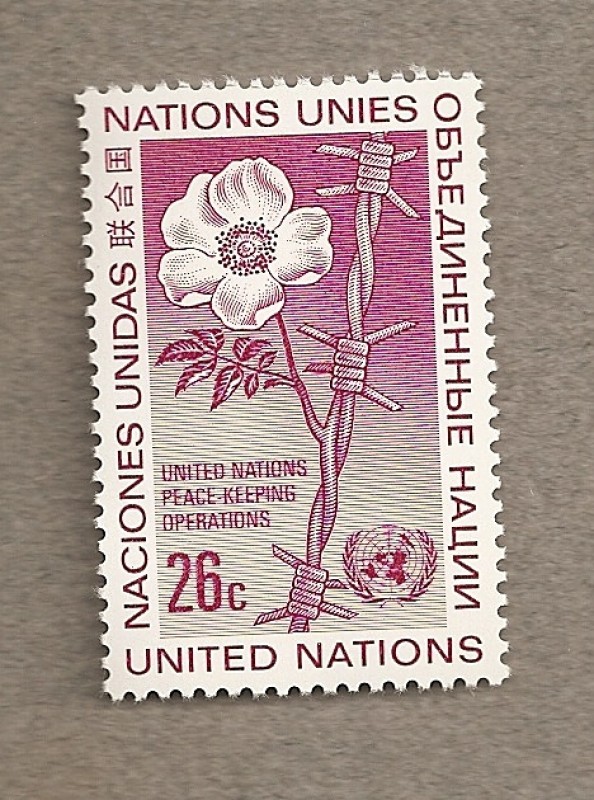 NATIONS UNIES
ОБЪЕДИНЕННЫЕ НАЦИИ
NACIONES UNIDAS 联合国
UNITED NATIONS
PEACE-KEEPING
OPERATIONS
26c
UNITED NATIONS